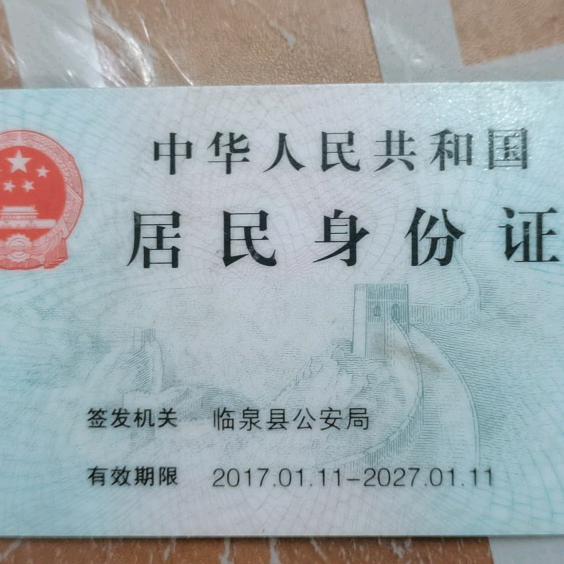 中华人民共和国
居民身份证
签发机关 临泉县公安局
有效期限 2017.01.11-2027.01.11